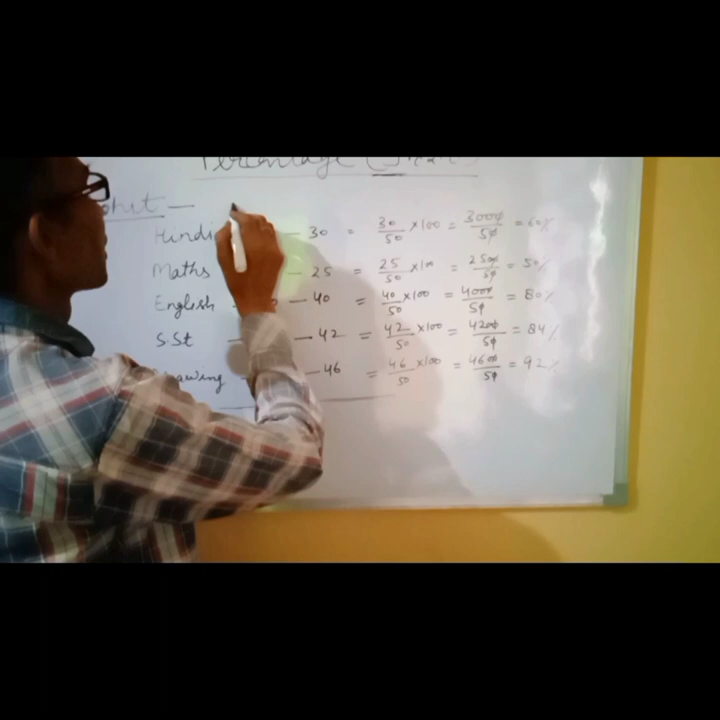 Percentage
Hindi — 30 = 30/50 ×100 = 3000/50 = 60%
Maths — 25 = 25/50 ×100 = 2500/50 = 50%
English — — 40 = 40/50 ×100 = 4000/50 = 80%
S.St — — 42 = 42/50 ×100 = 4200/50 = 84%
— 46 = 46/50 ×100 = 4600/50 = 92%